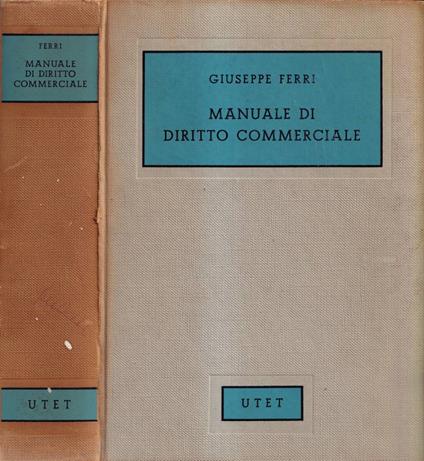 FERRI
MANUALE
DI DIRITTO
COMMERCIALE
UTET
GIUSEPPE FERRI
MANUALE DI
DIRITTO COMMERCIALE
UTET